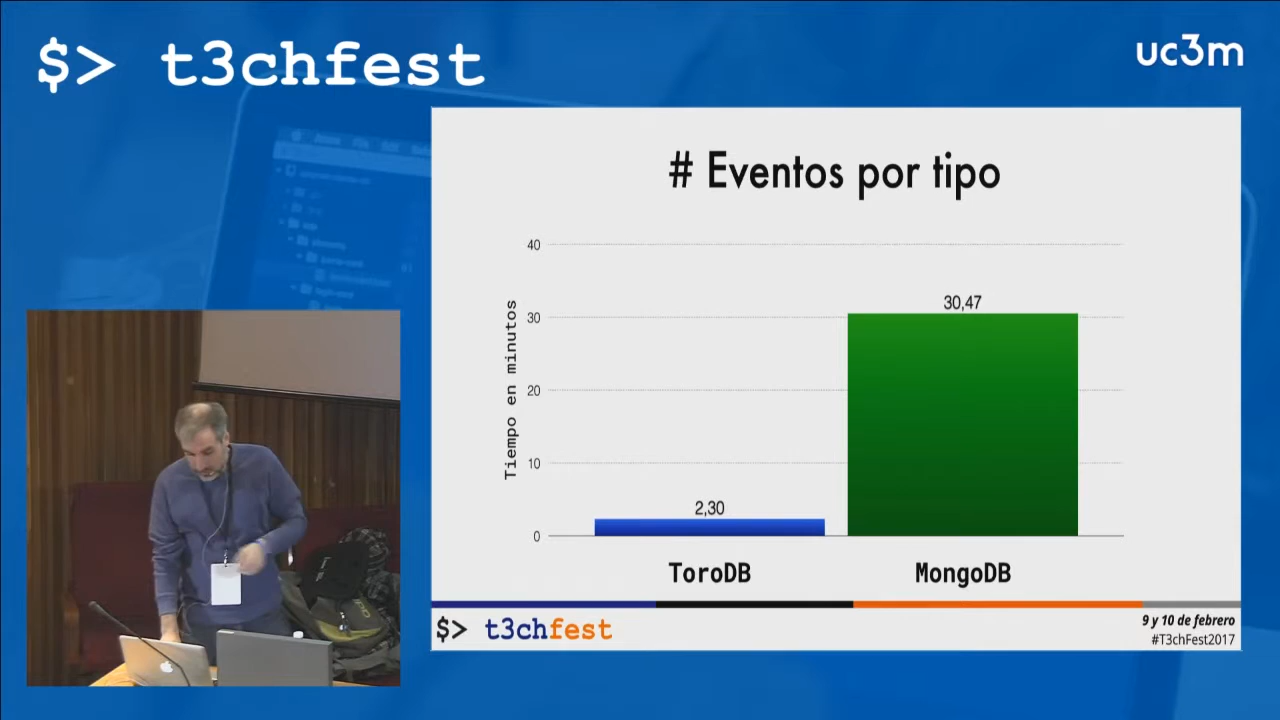 $> t3chfest
uc3m
# Eventos por tipo
40
30
20
10
0
Tiempo en minutos
2,30
30,47
ToroDB
MongoDB
$> t3chfest
9 y 10 de febrero
#T3chFest2017